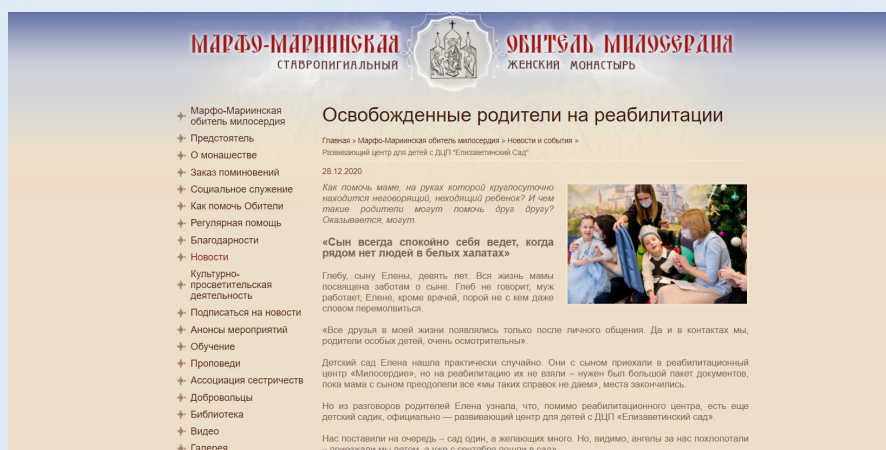 МАРФО-МАРИИНСКАЯ ОБИТЕЛЬ МИЛОСЕРДИЯ
СТАВРОПИГИАЛЬНЫЙ ЖЕНСКИЙ МОНАСТЫРЬ
Марфо-Мариинская
обитель милосердия
Предстоятель
О монашестве
Заказ поминовений
Социальное служение
Как помочь Обители
Регулярная помощь
Благодарности
Новости
Культурно-
просветительская
деятельность
Подписаться на новости
Анонсы мероприятий
Обучение
Проповеди
Ассоциация сестричеств
Добровольцы
Библиотека
Видео
Галерея
Освобожденные родители на реабилитации
Главная » Марфо-Мариинская обитель милосердия » Новости и события »
Развивающий центр для детей с ДЦП "Елизаветинский Сад"
28.12.2020
Как помочь маме, на руках которой круглосуточно
находится неговорящий, неходящий ребенок? И чем
такие родители могут помочь друг другу?
Оказывается, могут.
«Сын всегда спокойно себя ведет, когда
рядом нет людей в белых халатах»
Глебу, сыну Елены, девять лет. Вся жизнь мамы
посвящена заботам о сыне. Глеб не говорит, муж
работает, Елене, кроме врачей, порой не с кем даже
словом перемолвиться.
«Все друзья в моей жизни появлялись только после личного общения. Да и в контактах мы,
родители особых детей, очень осмотрительны».
Детский сад Елена нашла практически случайно. Они с сыном приехали в реабилитационный
центр «Милосердие», но на реабилитацию их не взяли – нужен был большой пакет документов,
пока мама с сыном преодолели все «мы таких справок не даем», места закончились.
Но из разговоров родителей Елена узнала, что, помимо реабилитационного центра, есть еще
детский садик, официально — развивающий центр для детей с ДЦП «Елизаветинский сад».
Нас поставили на очередь – сад один, а желающих много. Но, видимо, ангелы за нас похлопотали
– приезжали мы летом, а уже с сентября пошли в сад».